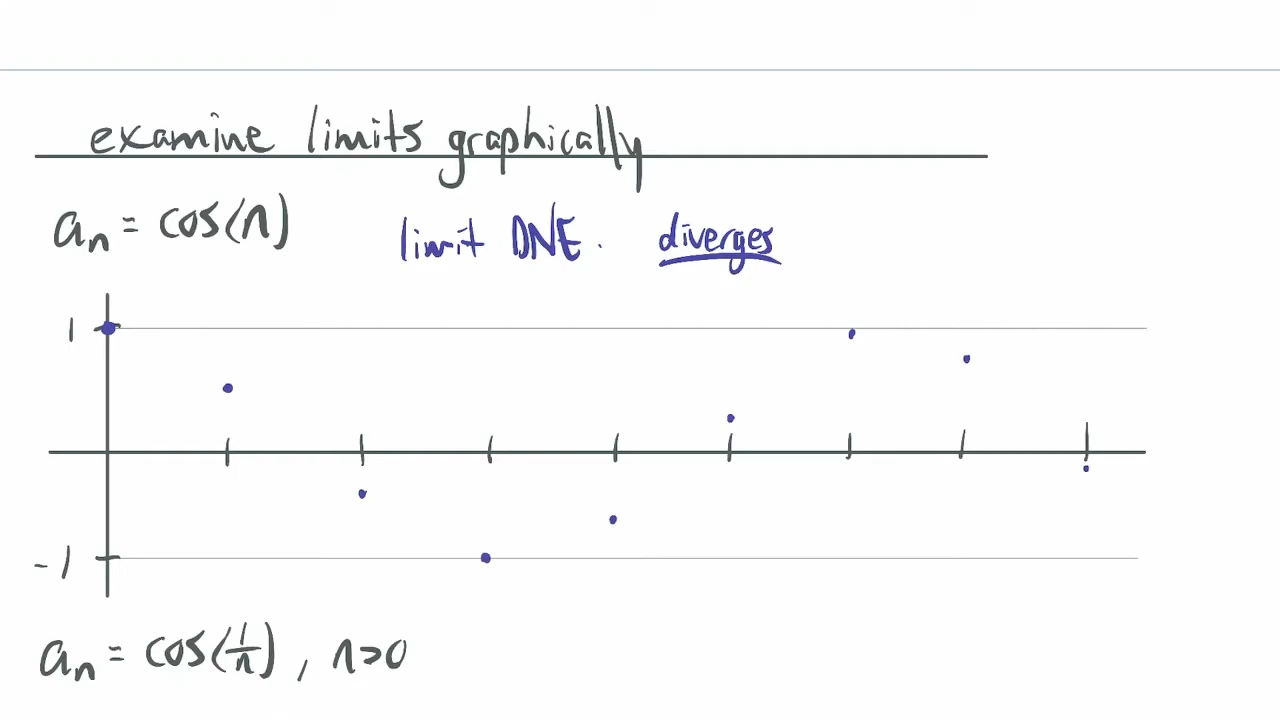 examine limits graphically
aₙ = cos(n) limit DNE. diverges
1
-1
aₙ = cos(1/n), n>0